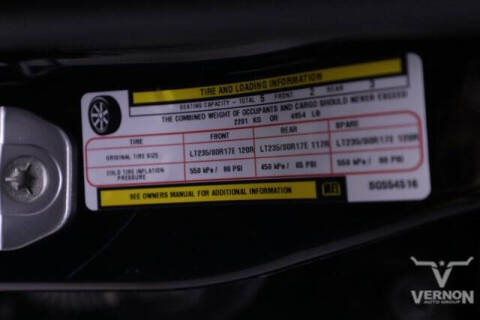 TIRE AND LOADING INFORMATION
SEATING CAPACITY - TOTAL 5 FRONT 2 REAR 3
THE COMBINED WEIGHT OF OCCUPANTS AND CARGO SHOULD NEVER EXCEED
2201 KG OR 4854 LB
TIRE FRONT REAR SPARE
ORIGINAL TIRE SIZE LT235/80R17E 120R LT235/80R17E 117R LT235/80R17E 120R
COLD TIRE INFLATION PRESSURE 550 kPa / 80 PSI 450 kPa / 65 PSI 550 kPa / 80 PSI
SEE OWNERS MANUAL FOR ADDITIONAL INFORMATION
VERNON
AUTO GROUP